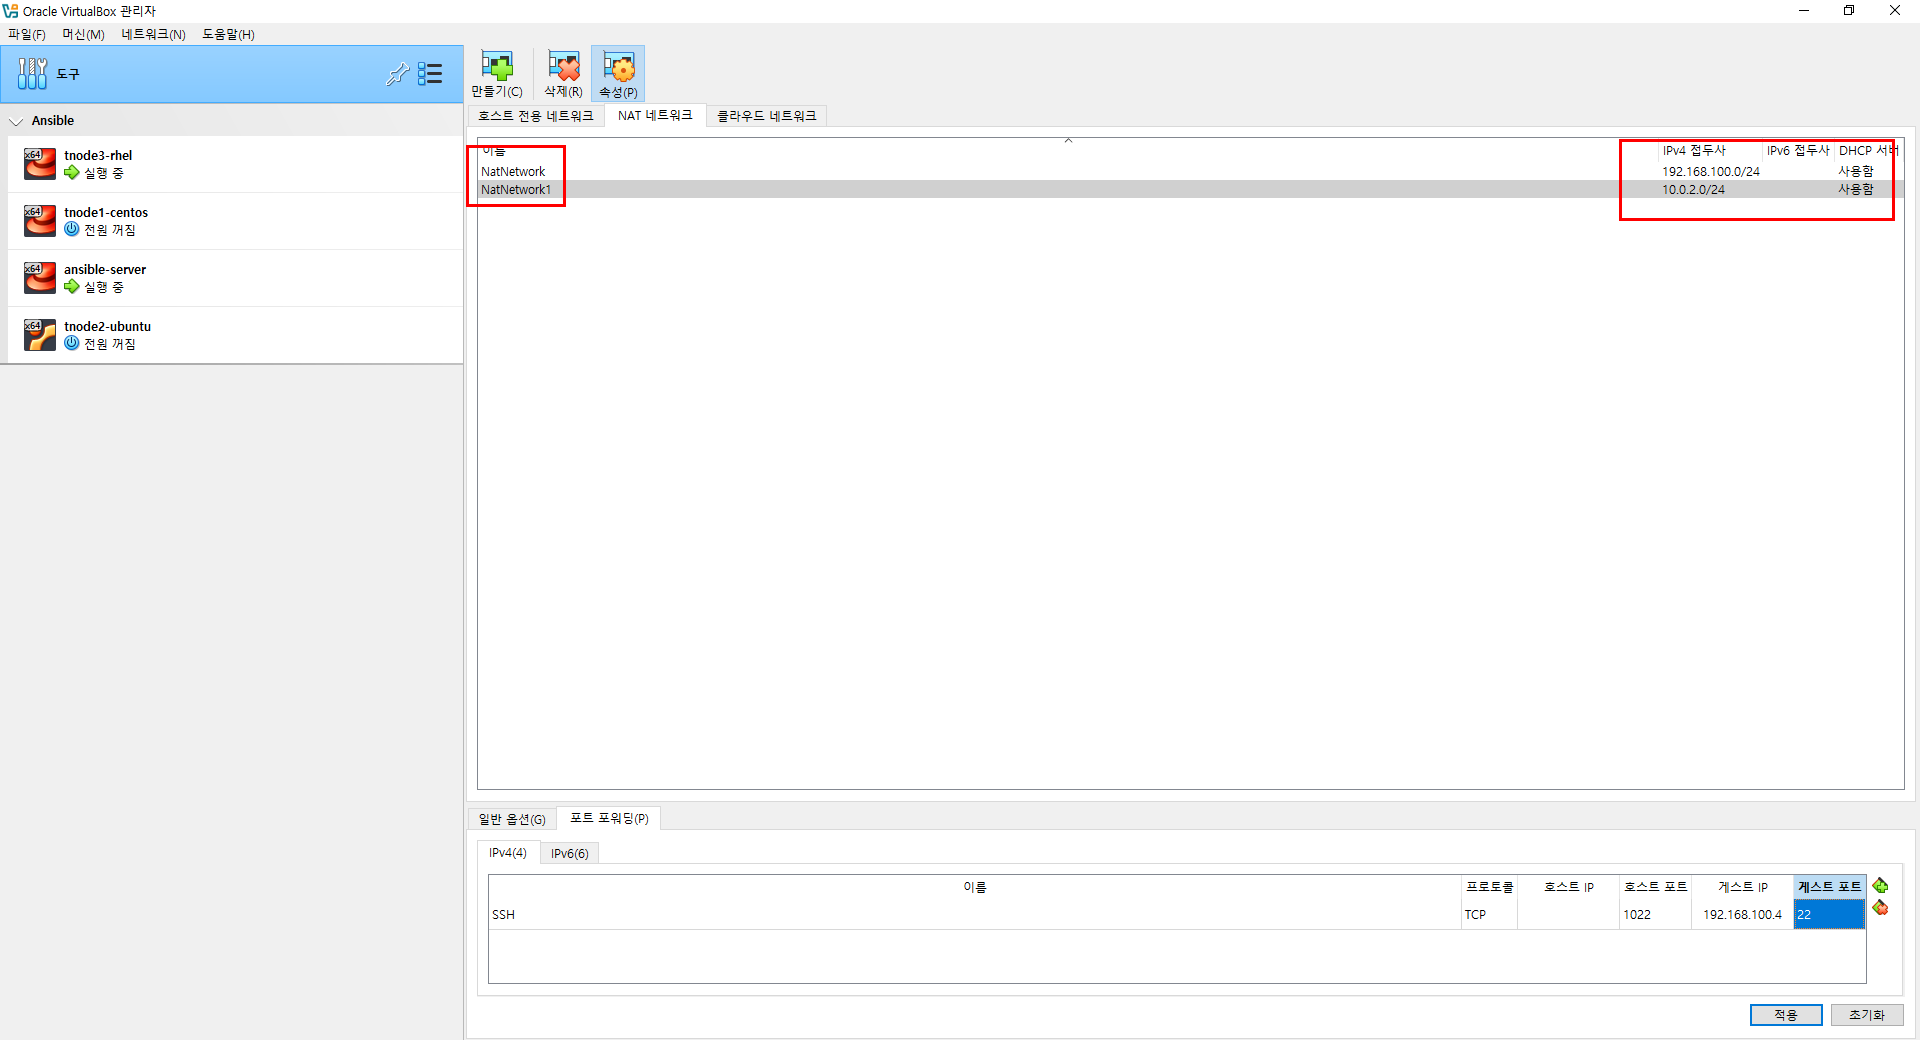 Oracle VirtualBox 관리자
파일(F) 머신(M) 네트워크(N) 도움말(H)
도구
Ansible
x64
tnode3-rhel
실행 중
x64
tnode1-centos
전원 꺼짐
x64
ansible-server
실행 중
x64
tnode2-ubuntu
전원 꺼짐
만들기(C) 삭제(R) 속성(P)
호스트 전용 네트워크 NAT 네트워크 클라우드 네트워크
이름 IPv4 접두사 IPv6 접두사 DHCP 서버
NatNetwork 192.168.100.0/24 사용함
NatNetwork1 10.0.2.0/24 사용함
일반 옵션(G) 포트 포워딩(P)
IPv4(4) IPv6(6)
이름 프로토콜 호스트 IP 호스트 포트 게스트 IP 게스트 포트
SSH TCP 1022 192.168.100.4 22
적용 초기화